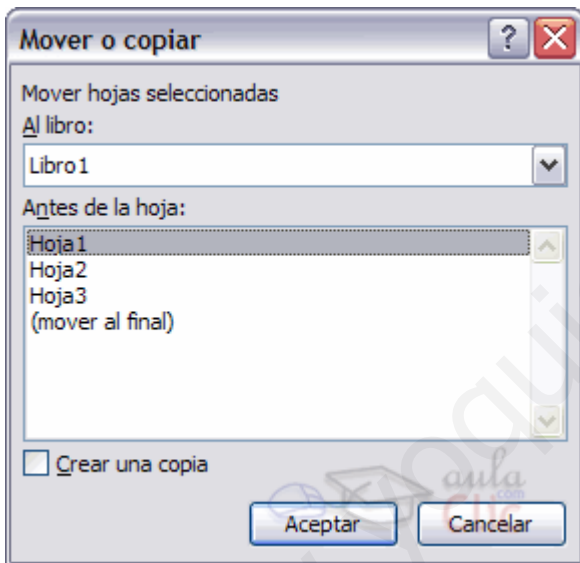 Mover o copiar
?
Mover hojas seleccionadas
Al libro:
Libro1
Antes de la hoja:
Hoja1
Hoja2
Hoja3
(mover al final)
Crear una copia
aula
.com
Clic
Aceptar Cancelar